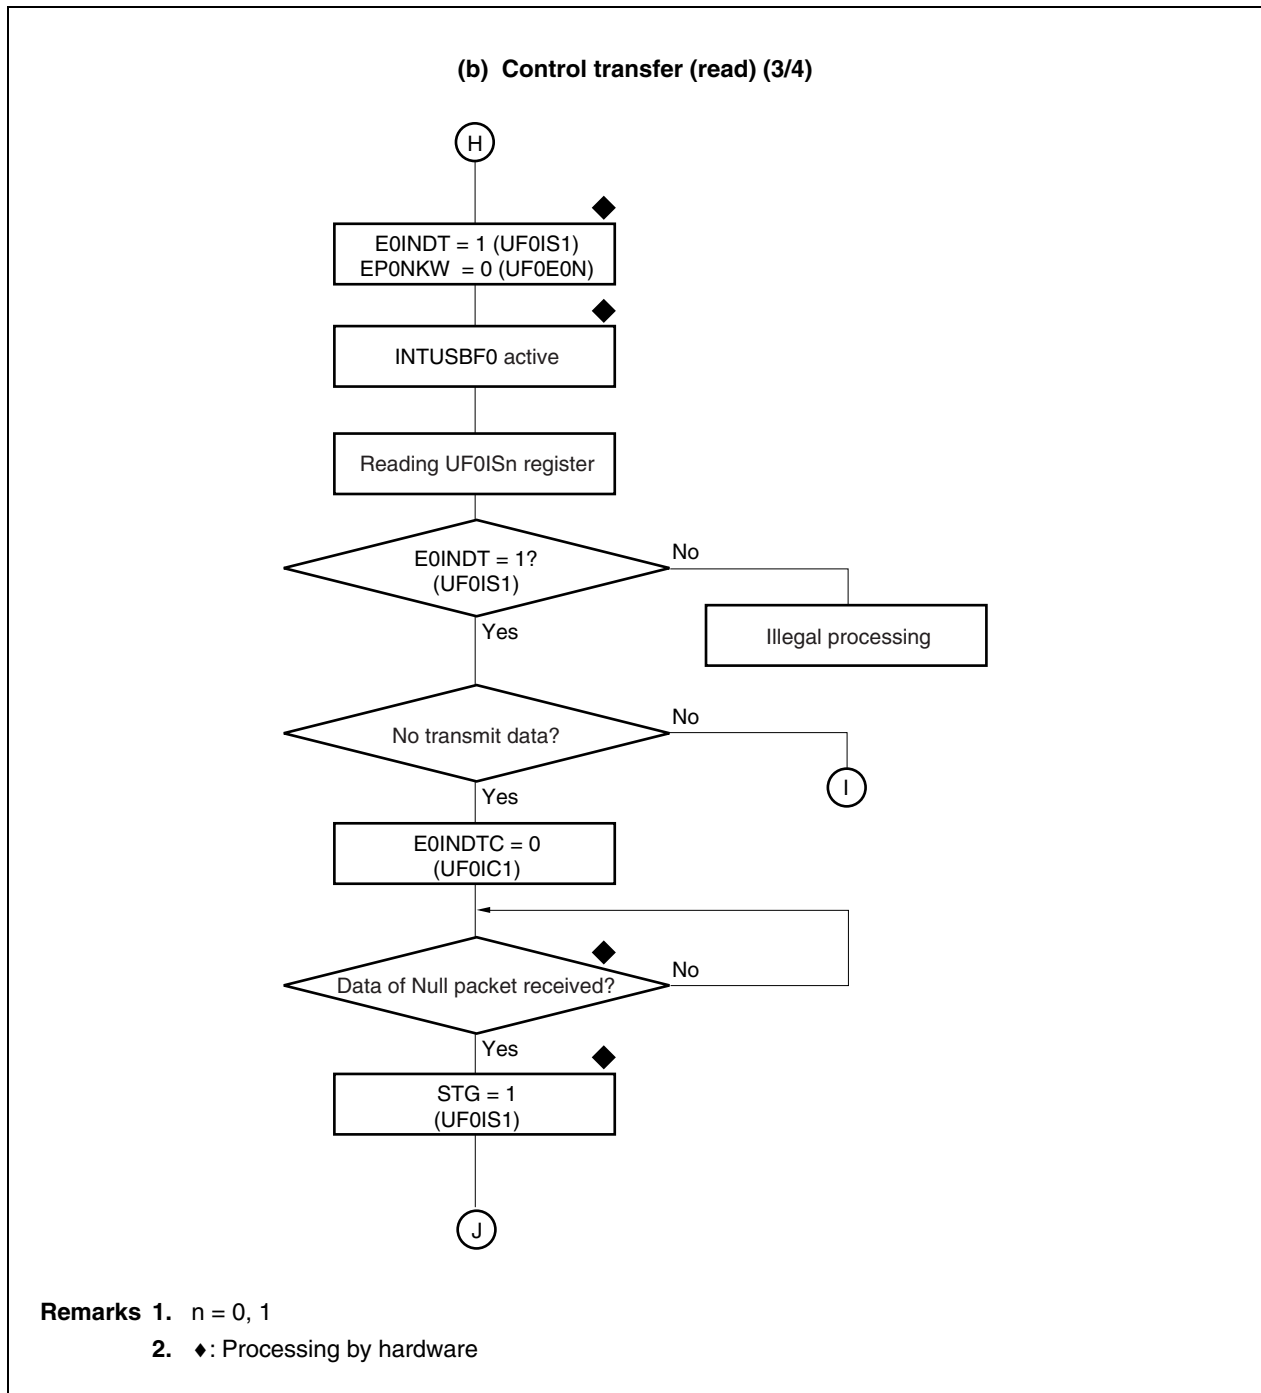 (b) Control transfer (read) (3/4)
H
E0INDT = 1 (UF0IS1)
EP0NKW = 0 (UF0E0N)
INTUSBF0 active
Reading UF0ISn register
E0INDT = 1?
(UF0IS1)
No
Illegal processing
Yes
No transmit data?
No
I
Yes
E0INDTC = 0
(UF0IC1)
Data of Null packet received?
No
Yes
STG = 1
(UF0IS1)
J
Remarks 1. n = 0, 1
2. ♦: Processing by hardware